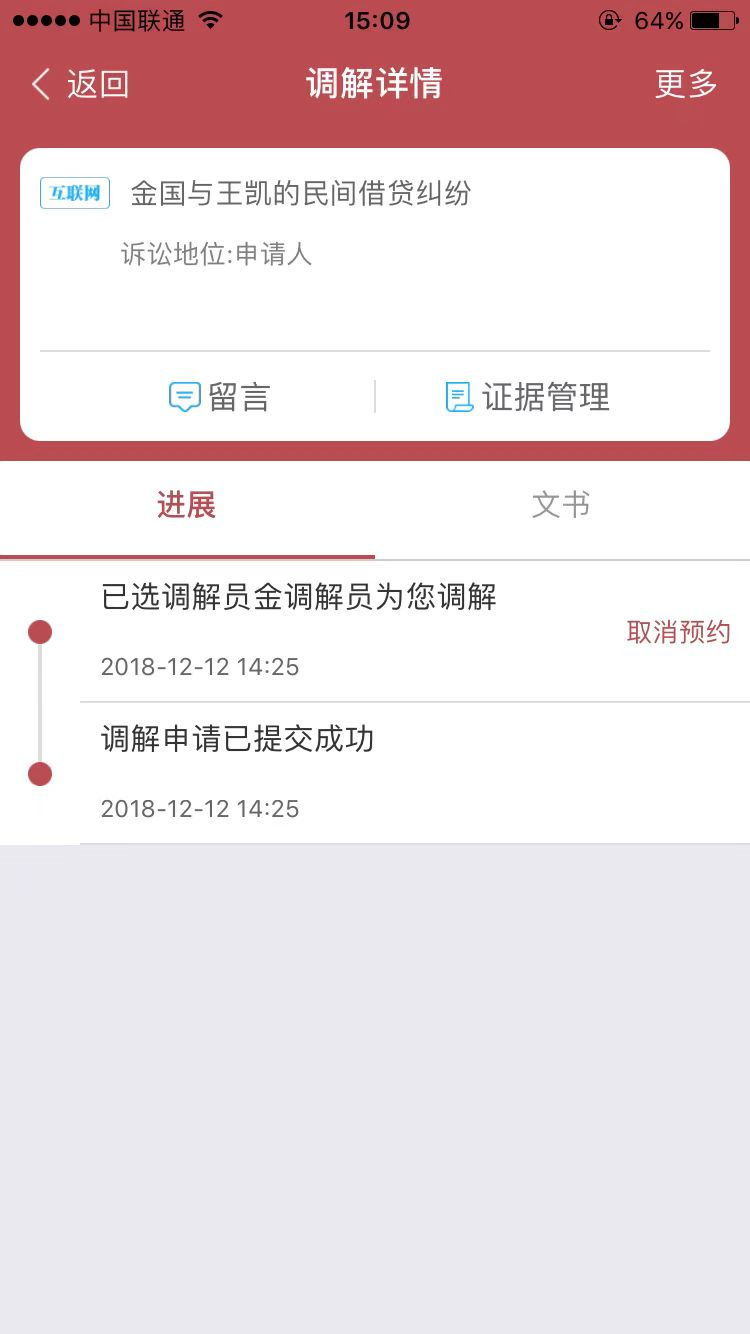 中国联通 15:09 64%
返回 调解详情 更多
互联网 金国与王凯的民间借贷纠纷
诉讼地位:申请人
留言 证据管理
进展 文书
已选调解员金调解员为您调解
取消预约
2018-12-12 14:25
调解申请已提交成功
2018-12-12 14:25